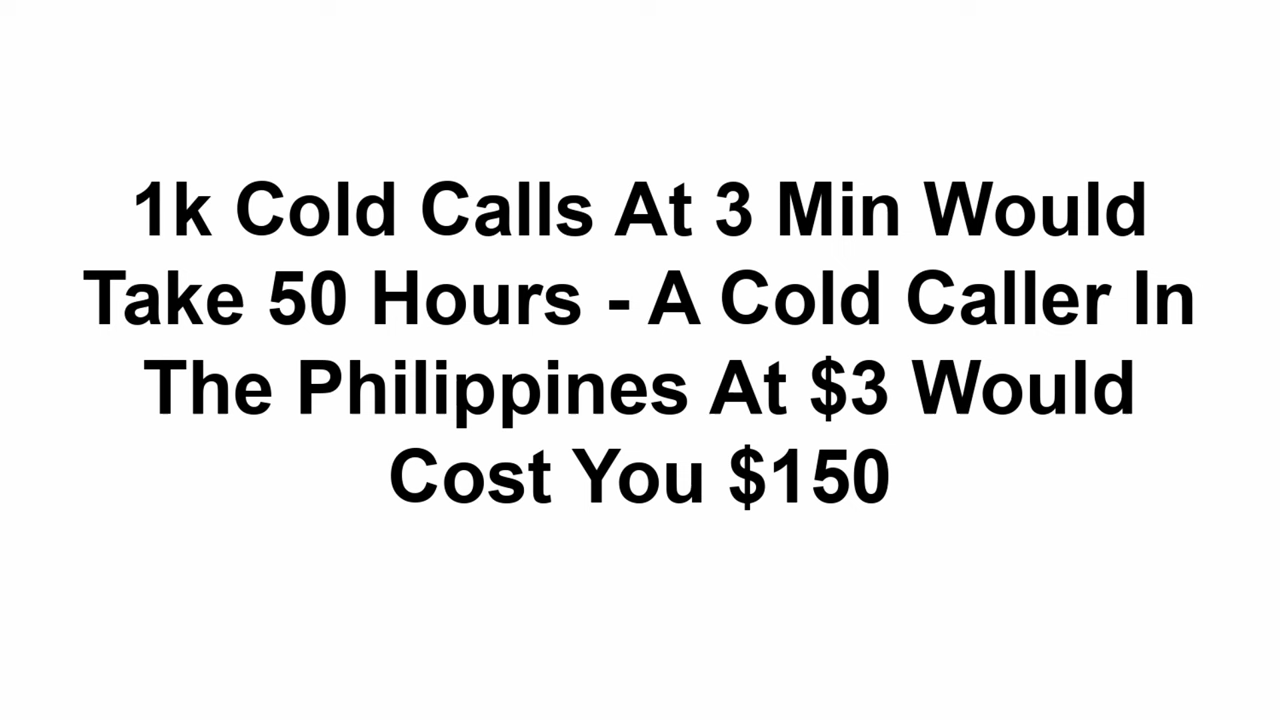 1k Cold Calls At 3 Min Would
Take 50 Hours - A Cold Caller In
The Philippines At $3 Would
Cost You $150